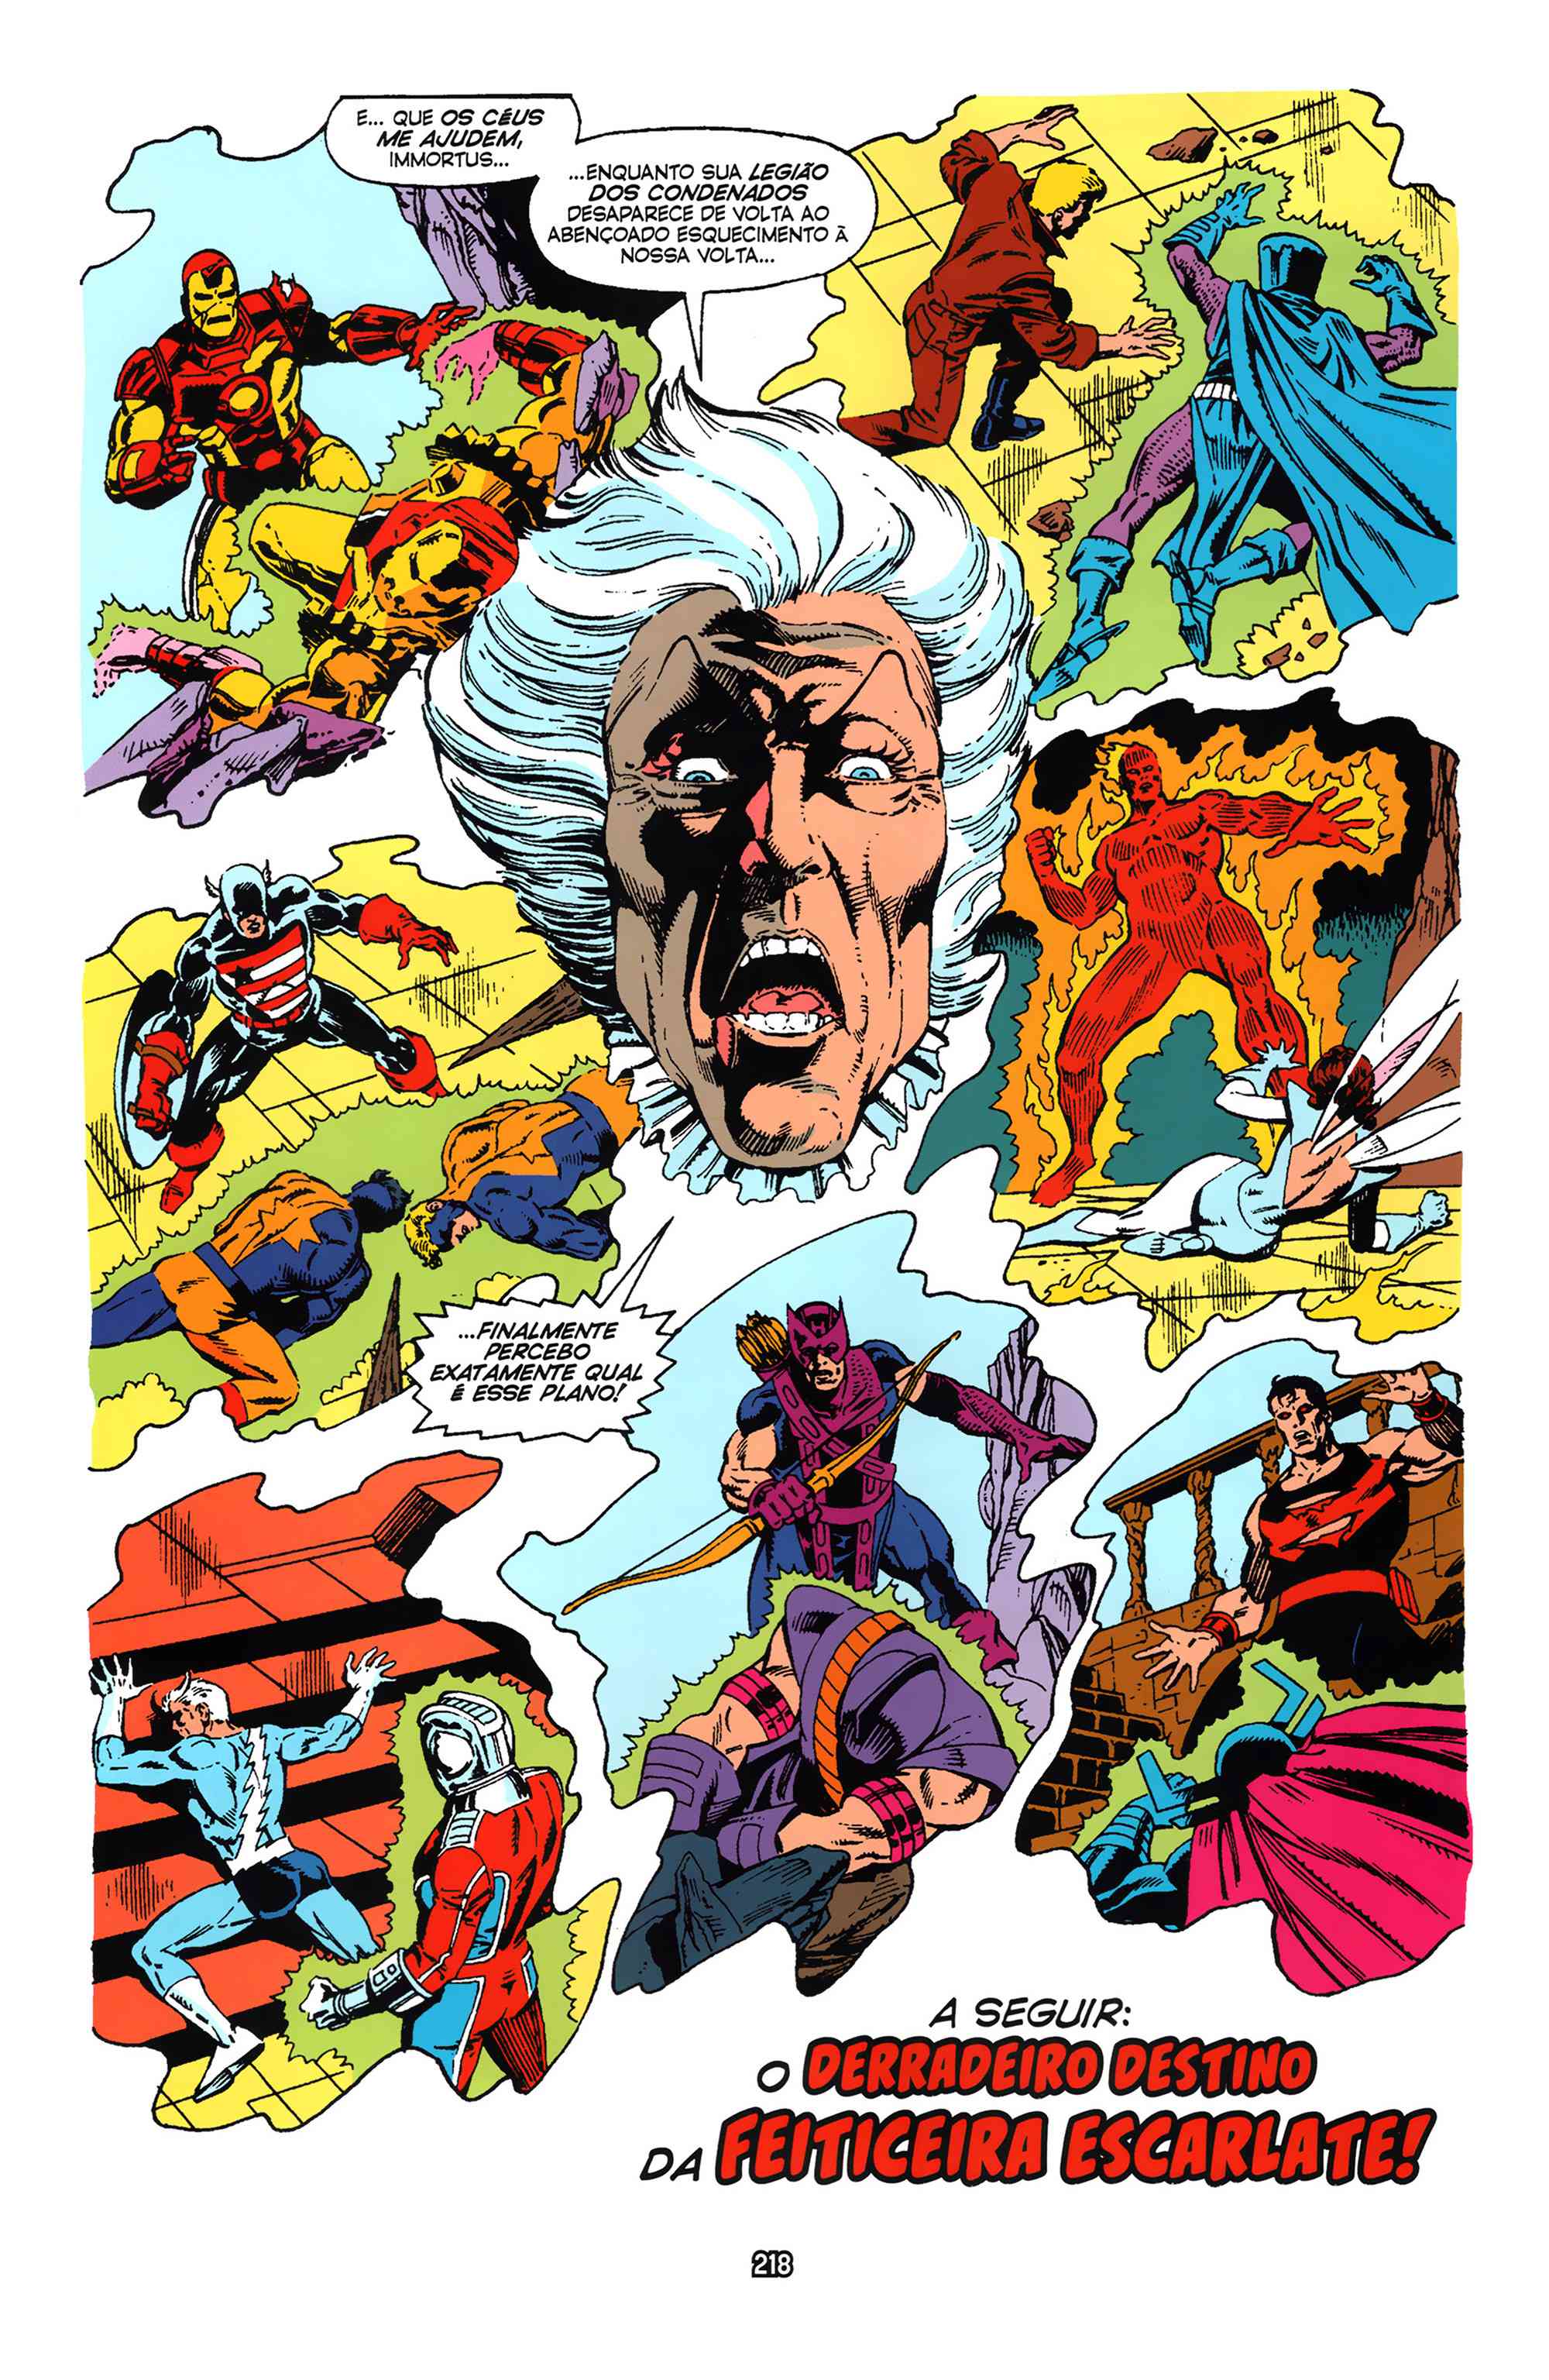 E... QUE OS CÉUS
ME AJUDEM,
IMMORTUS...
...ENQUANTO SUA LEGIÃO
DOS CONDENADOS
DESAPARECE DE VOLTA AO
ABENÇOADO ESQUECIMENTO À
NOSSA VOLTA...
...FINALMENTE
PERCEBO
EXATAMENTE QUAL
É ESSE PLANO!
A SEGUIR:
O DERRADEIRO DESTINO
DA FEITICEIRA ESCARLATE!
218